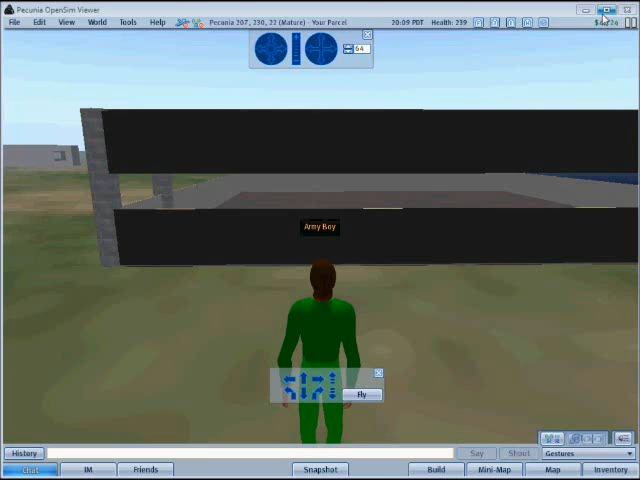 Pecunia OpenSim Viewer
File Edit View World Tools Help Pecunia 207, 230, 22 (Mature) - Your Parcel 20:09 PDT Health: 239
64
Army Boy
Fly
History Say Shout Gestures
Chat IM Friends Snapshot Build Mini-Map Map Inventory